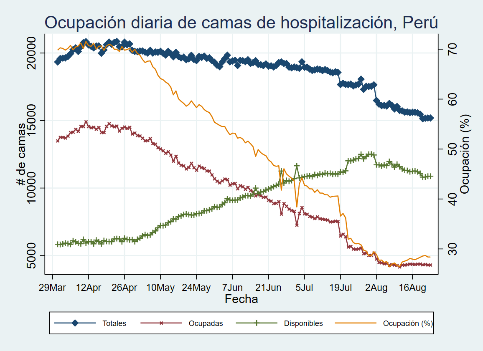 Ocupación diaria de camas de hospitalización, Perú
# de camas
20000
15000
10000
5000
70
60
50
40
30
Ocupación (%)
29Mar 12Apr 26Apr 10May 24May 7Jun 21Jun 5Jul 19Jul 2Aug 16Aug
Fecha
Totales Ocupadas Disponibles Ocupación (%)